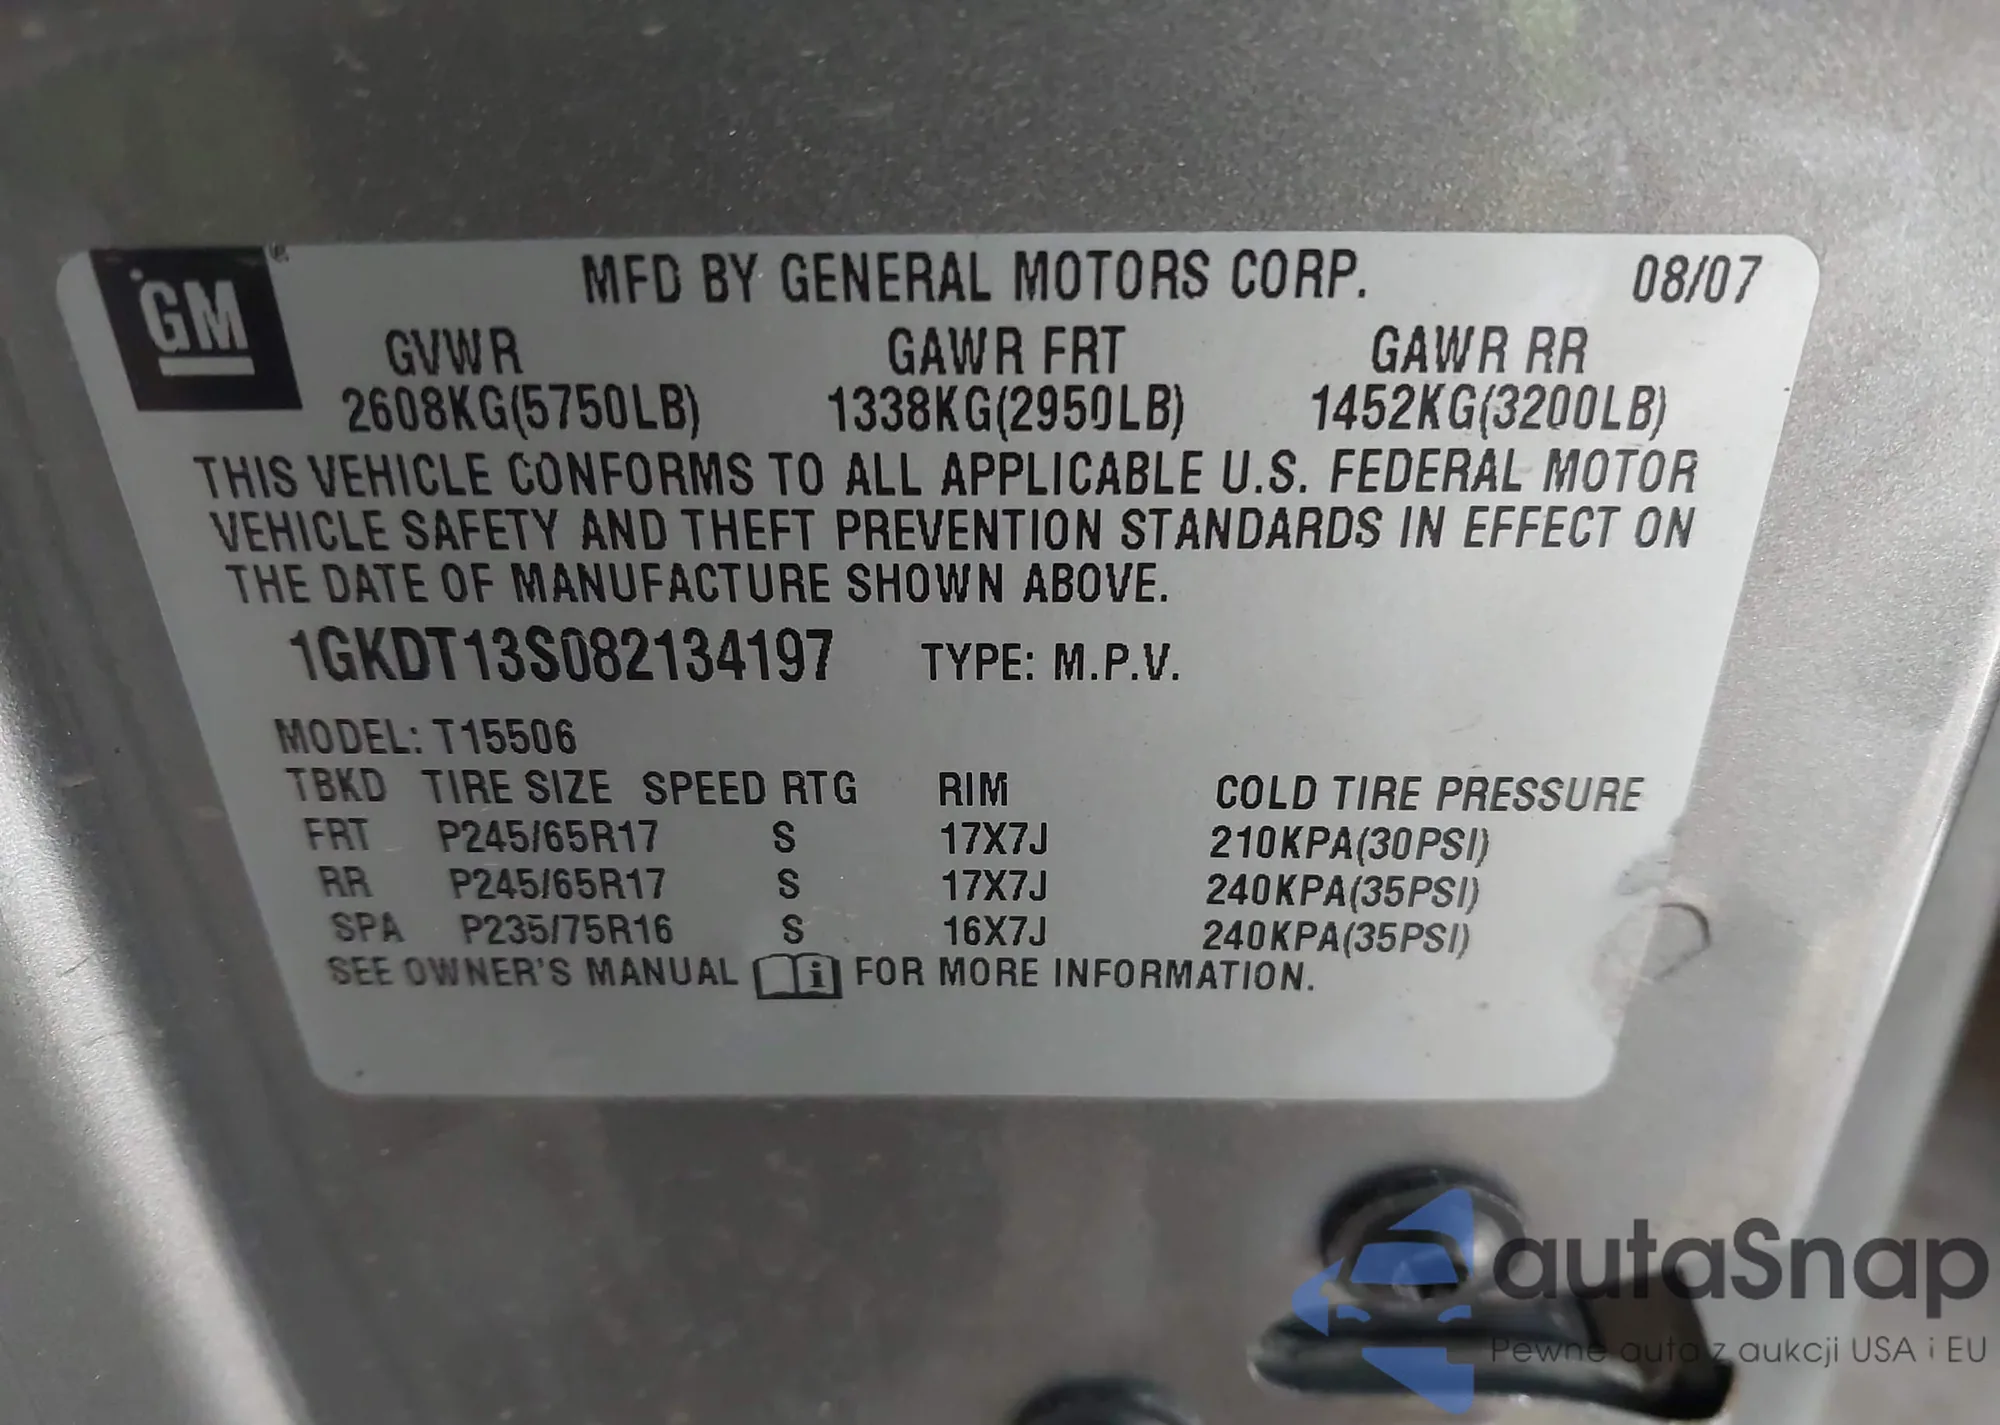 GM® MFD BY GENERAL MOTORS CORP. 08/07
GVWR GAWR FRT GAWR RR
2608KG(5750LB) 1338KG(2950LB) 1452KG(3200LB)
THIS VEHICLE CONFORMS TO ALL APPLICABLE U.S. FEDERAL MOTOR
VEHICLE SAFETY AND THEFT PREVENTION STANDARDS IN EFFECT ON
THE DATE OF MANUFACTURE SHOWN ABOVE.
1GKDT13S082134197 TYPE: M.P.V.
MODEL: T15506
TBKD TIRE SIZE SPEED RTG RIM COLD TIRE PRESSURE
FRT P245/65R17 S 17X7J 210KPA(30PSI)
RR P245/65R17 S 17X7J 240KPA(35PSI)
SPA P235/75R16 S 16X7J 240KPA(35PSI)
SEE OWNER'S MANUAL i FOR MORE INFORMATION.
autaSnap
Pewne auta z aukcji USA i EU